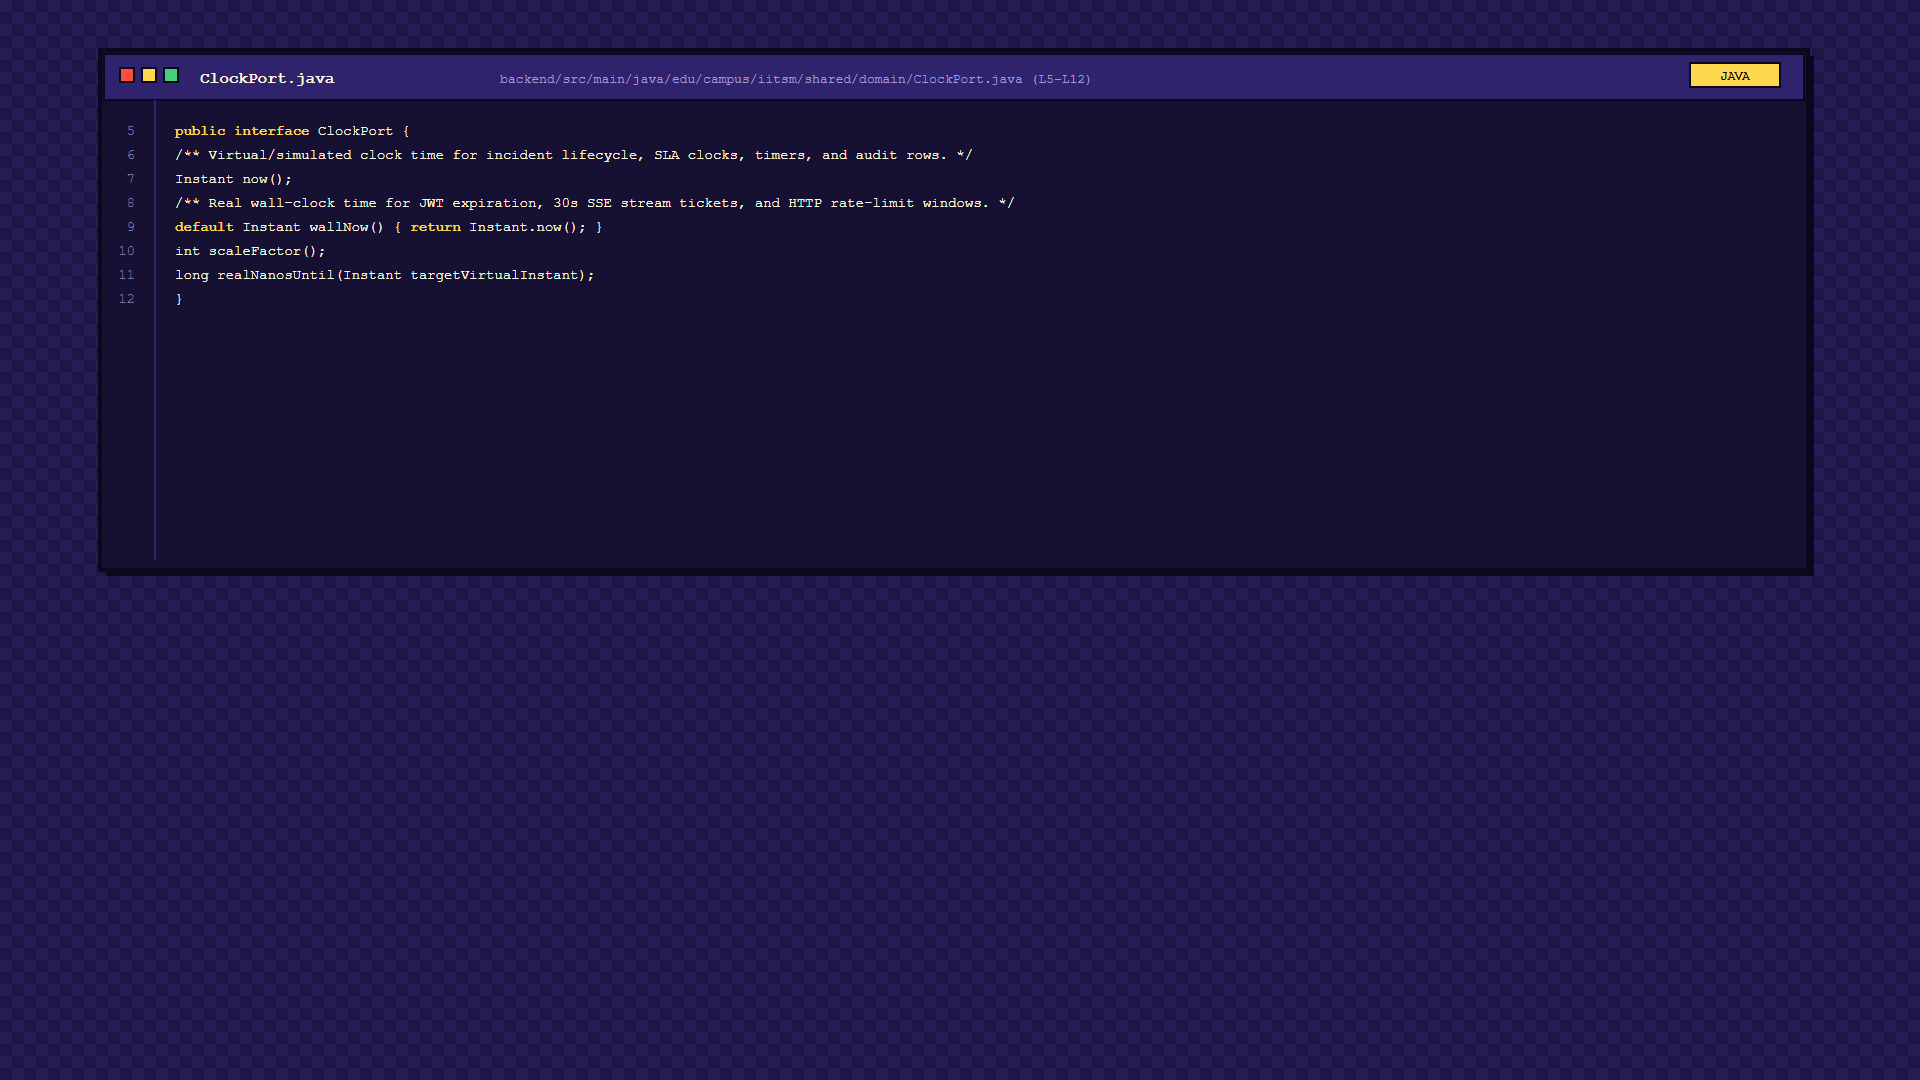 ClockPort.java
backend/src/main/java/edu/campus/iitsm/shared/domain/ClockPort.java (L5-L12)
JAVA
5 public interface ClockPort {
6 /** Virtual/simulated clock time for incident lifecycle, SLA clocks, timers, and audit rows. */
7 Instant now();
8 /** Real wall-clock time for JWT expiration, 30s SSE stream tickets, and HTTP rate-limit windows. */
9 default Instant wallNow() { return Instant.now(); }
10 int scaleFactor();
11 long realNanosUntil(Instant targetVirtualInstant);
12 }